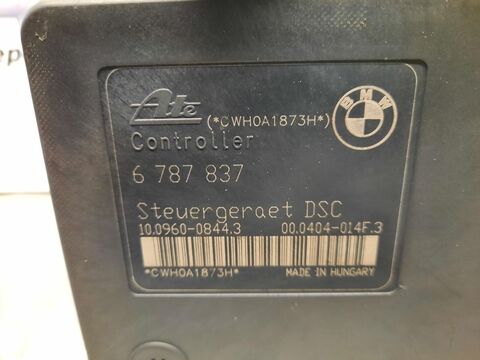 ep
Ate (*CWH0A1873H*) BMW
Controller
6 787 837
Steuergeraet DSC
10.0960-0844.3 00.0404-014F.3
*CWH0A1873H* MADE IN HUNGARY